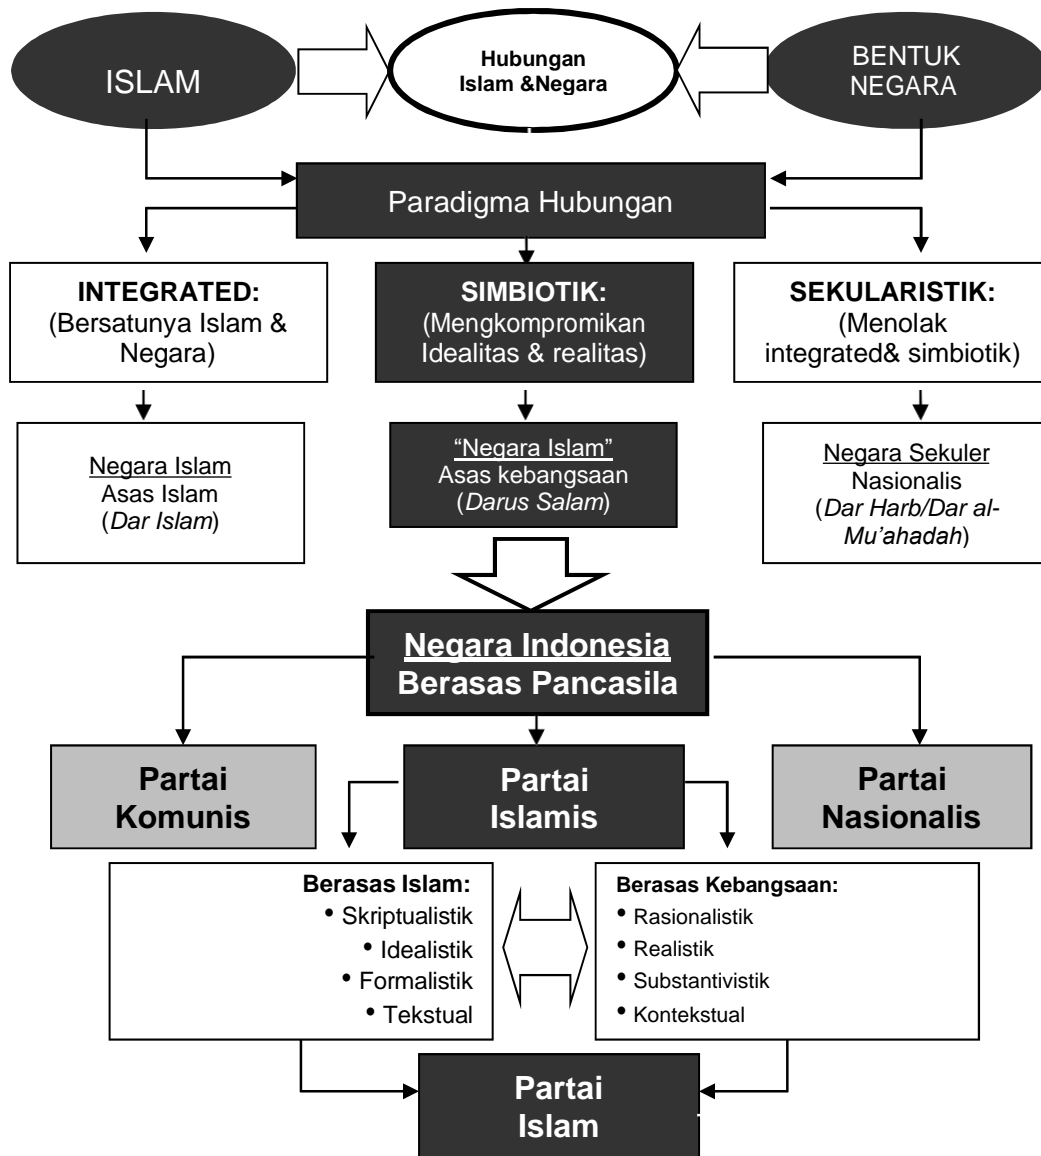 ISLAM
Hubungan
Islam &Negara
BENTUK
NEGARA
Paradigma Hubungan
INTEGRATED:
(Bersatunya Islam &
Negara)
SIMBIOTIK:
(Mengkompromikan
Idealitas & realitas)
SEKULARISTIK:
(Menolak
integrated& simbiotik)
Negara Islam
Asas Islam
(Dar Islam)
“Negara Islam”
Asas kebangsaan
(Darus Salam)
Negara Sekuler
Nasionalis
(Dar Harb/Dar al-
Mu’ahadah)
Negara Indonesia
Berasas Pancasila
Partai
Komunis
Partai
Islamis
Partai
Nasionalis
Berasas Islam:
• Skriptualistik
• Idealistik
• Formalistik
• Tekstual
Berasas Kebangsaan:
• Rasionalistik
• Realistik
• Substantivistik
• Kontekstual
Partai
Islam